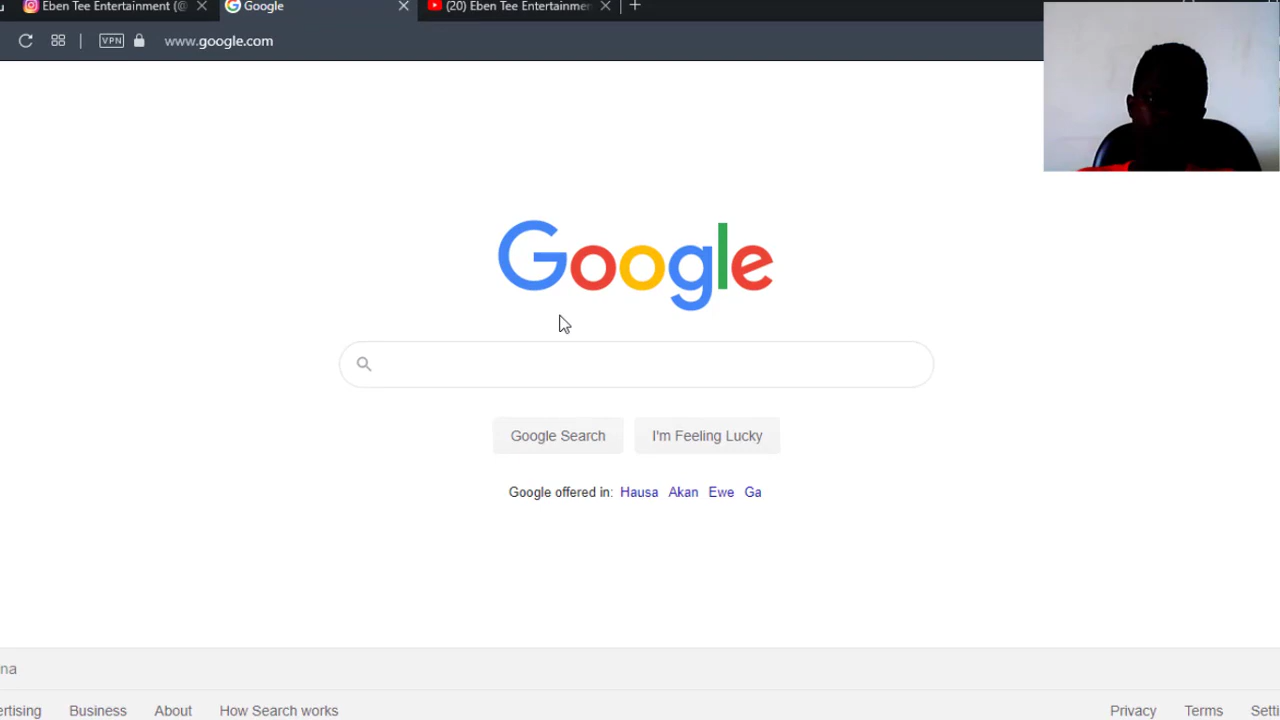 Eben Tee Entertainment (@
Google
(20) Eben Tee Entertainme
VPN
www.google.com
Google
Google Search
I'm Feeling Lucky
Google offered in: Hausa Akan Ewe Ga
na
ertising Business About How Search works Privacy Terms Setti